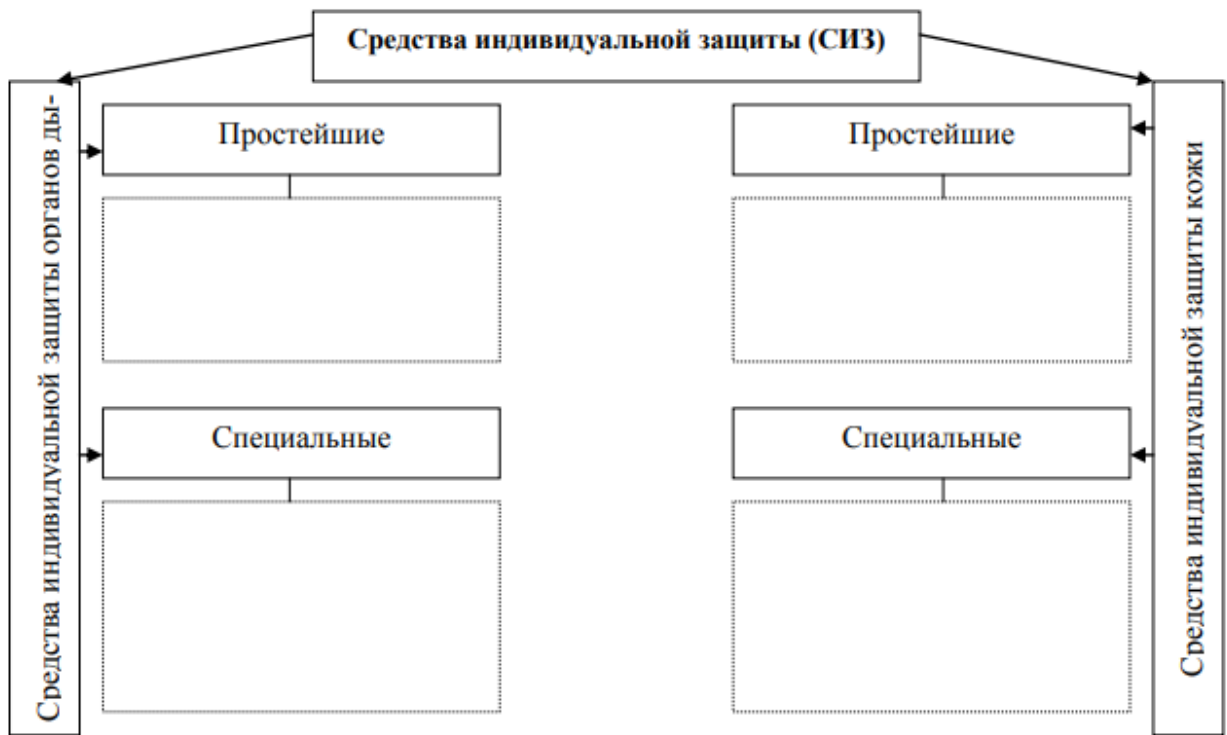 Средства индивидуальной защиты (СИЗ)
Средства индивидуальной защиты органов ды-
Простейшие
Простейшие
Специальные
Специальные
Средства индивидуальной защиты кожи